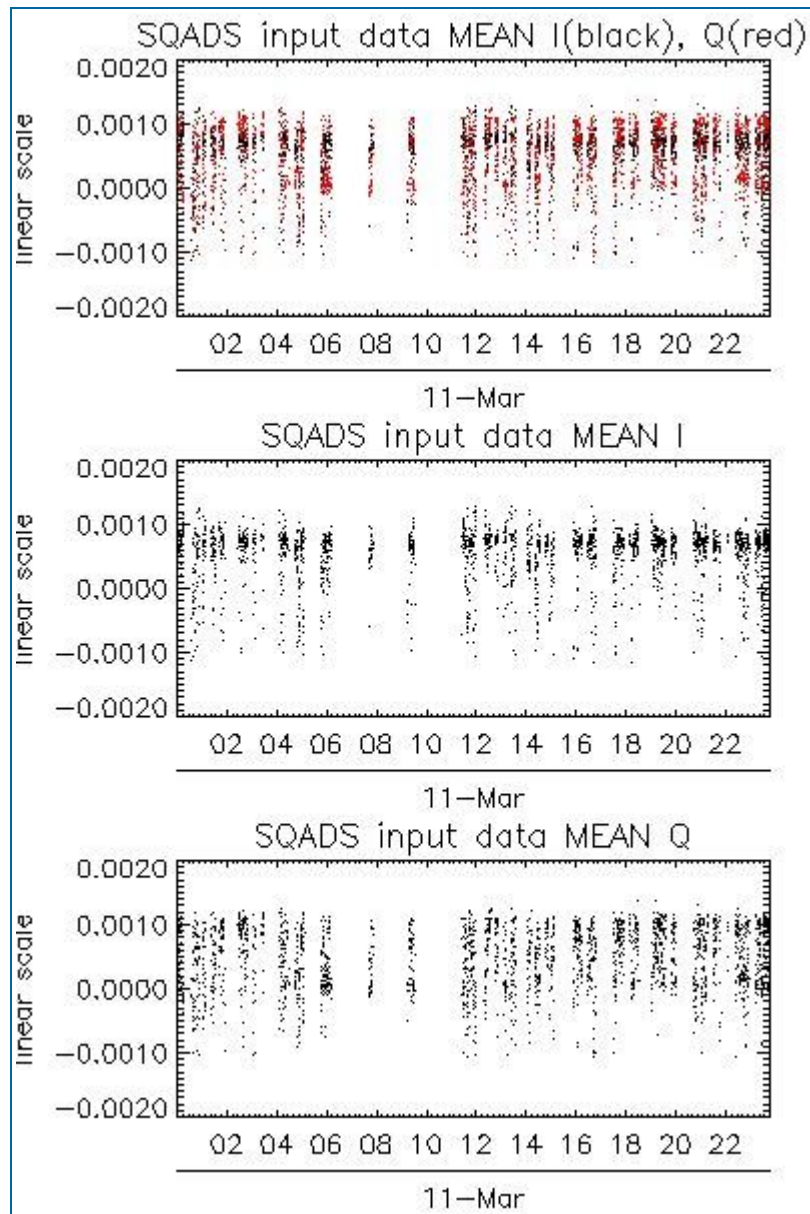 SQADS input data MEAN I(black), Q(red)
0.0020
0.0010
0.0000
−0.0010
−0.0020
linear scale
02 04 06 08 10 12 14 16 18 20 22
11−Mar
SQADS input data MEAN I
0.0020
0.0010
0.0000
−0.0010
−0.0020
linear scale
02 04 06 08 10 12 14 16 18 20 22
11−Mar
SQADS input data MEAN Q
0.0020
0.0010
0.0000
−0.0010
−0.0020
linear scale
02 04 06 08 10 12 14 16 18 20 22
11−Mar